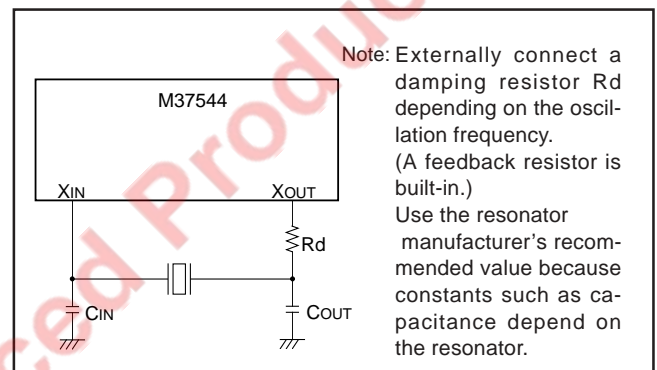 Note: Externally connect a
damping resistor Rd
depending on the oscil-
lation frequency.
(A feedback resistor is
built-in.)
Use the resonator
manufacturer's recom-
mended value because
constants such as ca-
pacitance depend on
the resonator.
M37544
XIN
XOUT
Rd
CIN
COUT